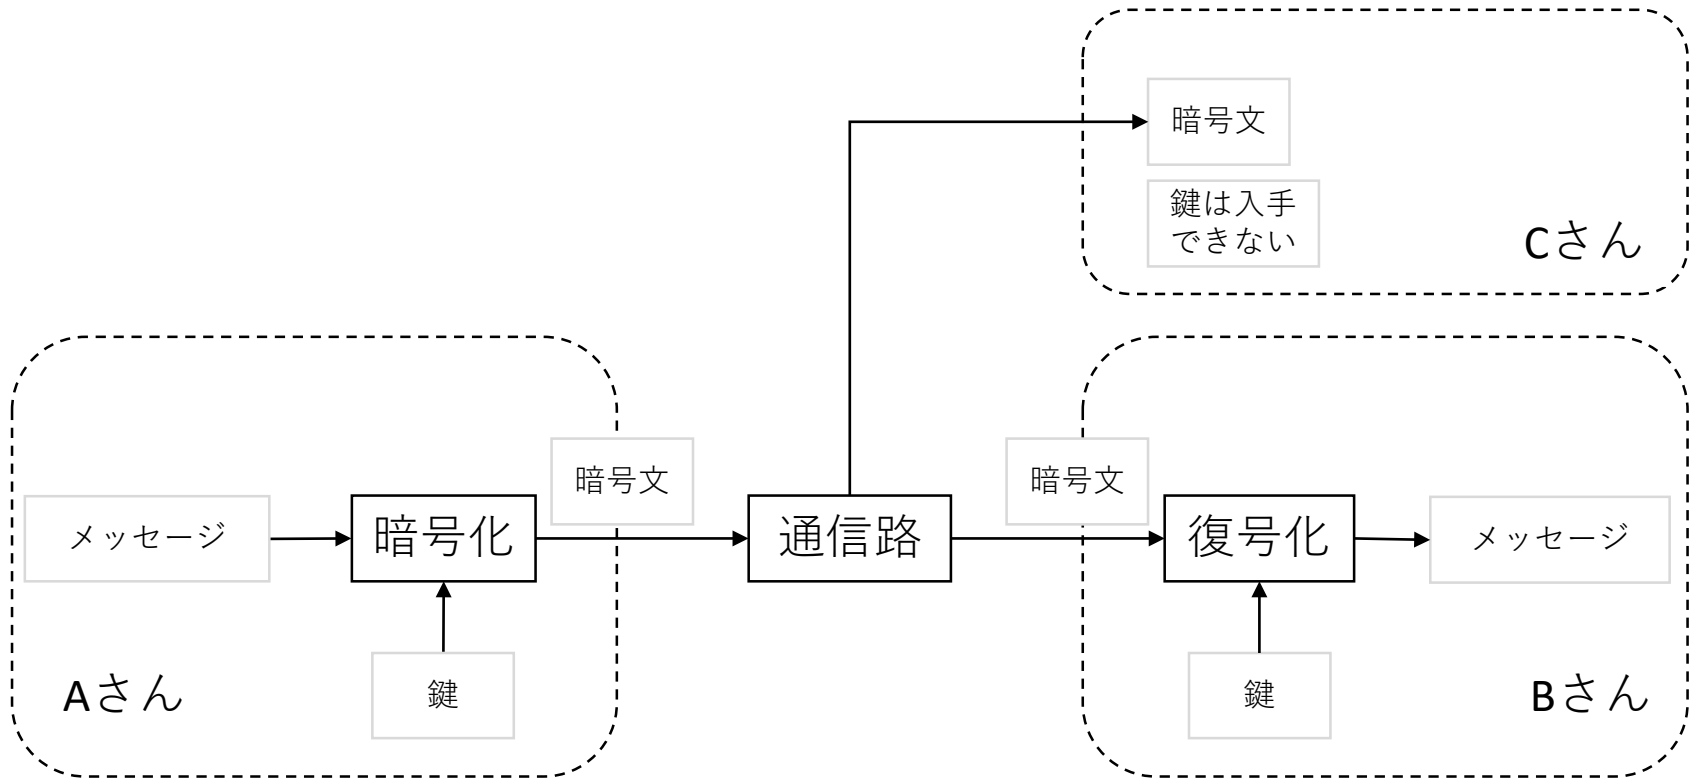 暗号文
鍵は入手
できない
Cさん
暗号文
暗号文
メッセージ
暗号化
通信路
復号化
メッセージ
鍵
鍵
Aさん
Bさん